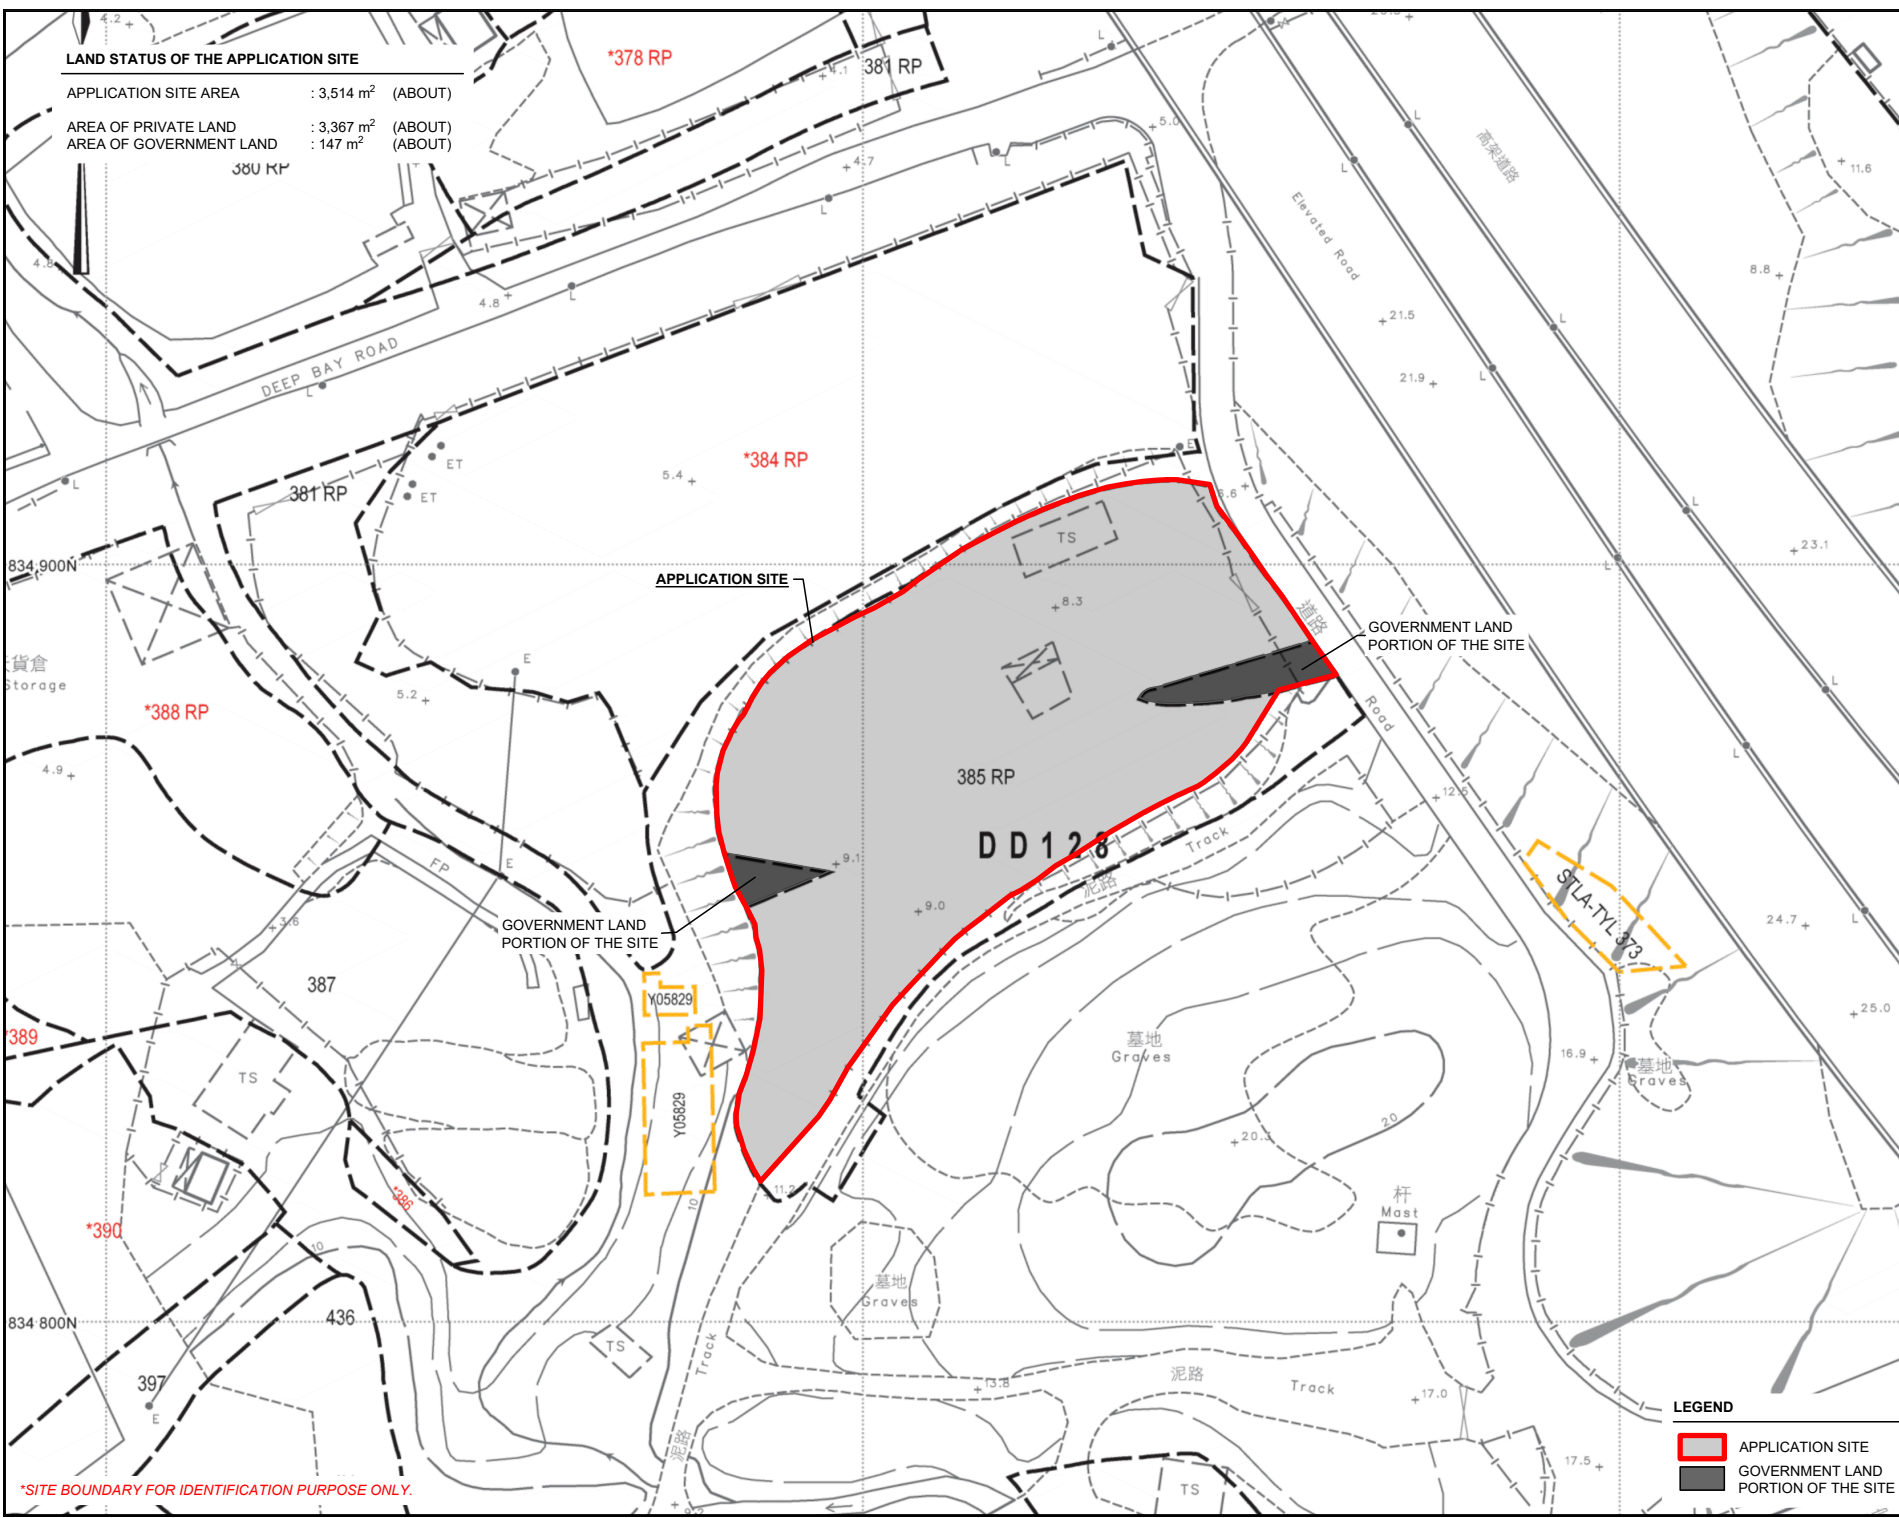 LAND STATUS OF THE APPLICATION SITE
APPLICATION SITE AREA : 3,514 m² (ABOUT)
AREA OF PRIVATE LAND : 3,367 m² (ABOUT)
AREA OF GOVERNMENT LAND : 147 m² (ABOUT)
4.2
*378 RP
381 RP
4.1
L
380 RP
4.7
5.0
L
L
L
L
高架道路
11.6
Elevated Road
8.8
4.8
4.8
L
21.5
L
DEEP BAY ROAD
L
21.9
L
ET
ET
5.4
*384 RP
E
381 RP
L
6.6
L
834 900N
TS
23.1
L
APPLICATION SITE
8.3
道路
GOVERNMENT LAND
PORTION OF THE SITE
貨倉
Storage
E
5.2
L
*388 RP
Road
4.9
385 RP
L
12.5
DD128
Track
泥路
FP
E
9.1
STLA-TYL 373
3.6
9.0
L
24.7
GOVERNMENT LAND
PORTION OF THE SITE
387
Y05829
25.0
*389
墓地
Graves
16.9
墓地
Graves
TS
Y05829
20.3
20
*386
11.2
10
杆
Mast
*390
10
墓地
Graves
436
834 800N
TS
Track
泥路
13.8
泥路
Track
17.0
397
E
LEGEND
APPLICATION SITE
GOVERNMENT LAND
PORTION OF THE SITE
17.5
TS
*SITE BOUNDARY FOR IDENTIFICATION PURPOSE ONLY.